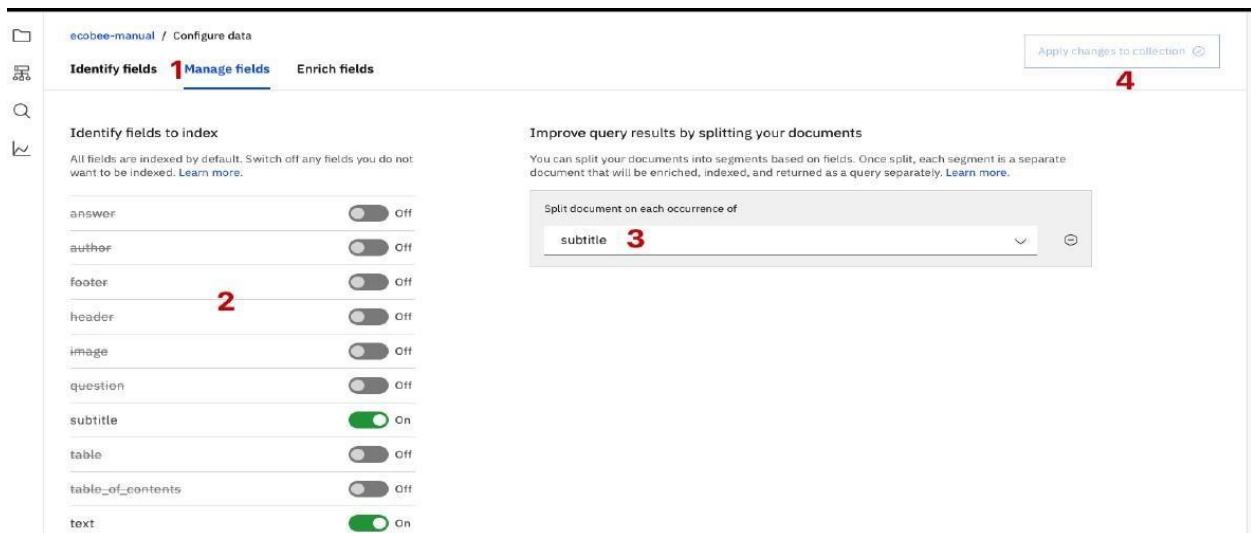 ecobee-manual / Configure data
Apply changes to collection
4
Identify fields 1 Manage fields Enrich fields
Identify fields to index
All fields are indexed by default. Switch off any fields you do not
want to be indexed. Learn more.
answer Off
author Off
footer Off
2
header Off
image Off
question Off
subtitle On
table Off
table_of_contents Off
text On
Improve query results by splitting your documents
You can split your documents into segments based on fields. Once split, each segment is a separate
document that will be enriched, indexed, and returned as a query separately. Learn more.
Split document on each occurrence of
subtitle 3